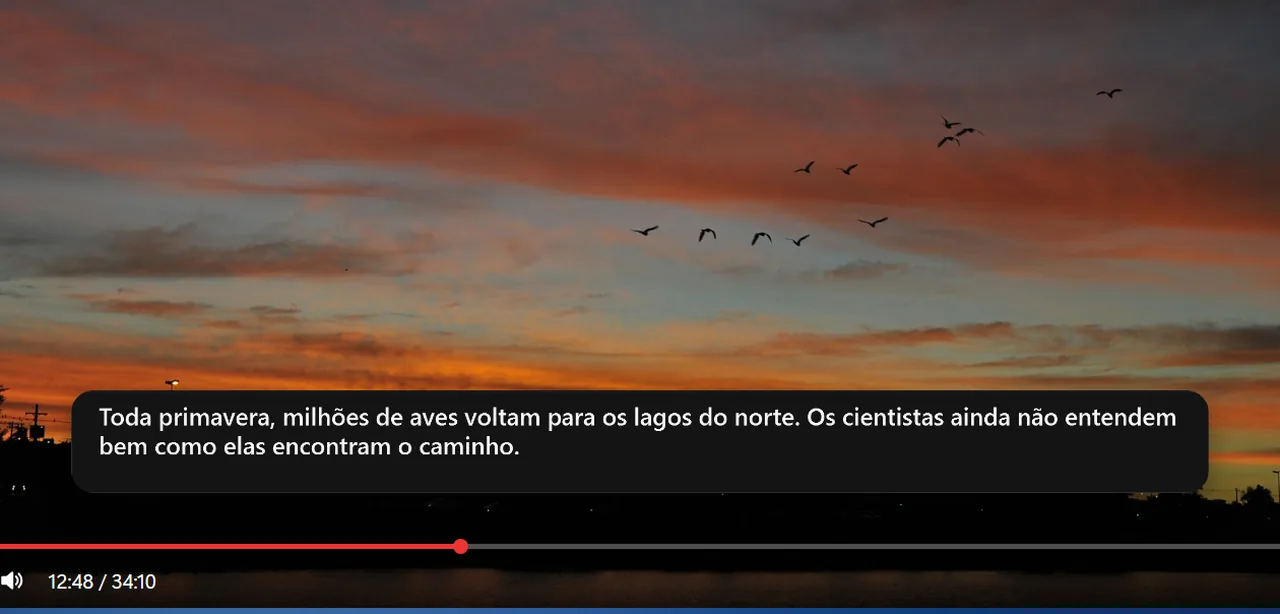 Toda primavera, milhões de aves voltam para os lagos do norte. Os cientistas ainda não entendem
bem como elas encontram o caminho.
12:48 / 34:10